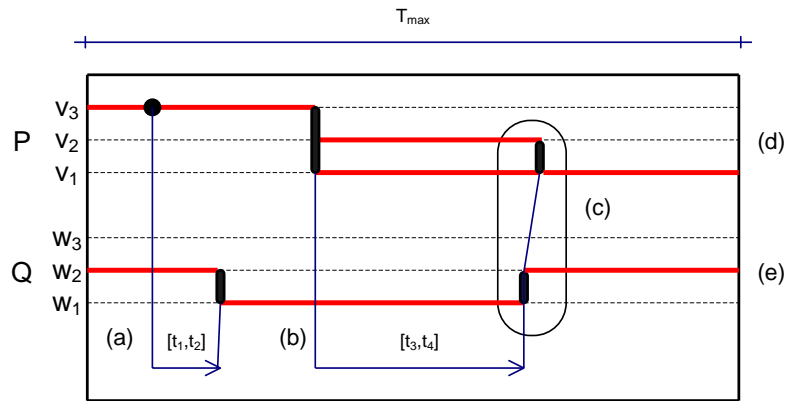 Tmax
v3
P v2 (d)
v1
(c)
w3
Q w2 (e)
w1
(a) [t1,t2] (b) [t3,t4]